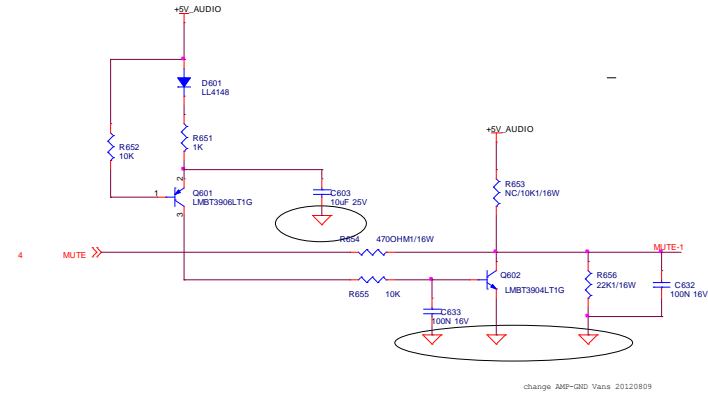 +5V_AUDIO
D601
LL4148
R652
10K
R651
1K
+5V_AUDIO
2
1
3
Q601
LMBT3906LT1G
C603
10uF 25V
R653
NC/10K1/16W
4
MUTE
R654
470OHM1/16W
MUTE-1
Q602
LMBT3904LT1G
R656
22K1/16W
C632
100N 16V
R655
10K
C633
100N 16V
change AMP-GND Vans 20120809